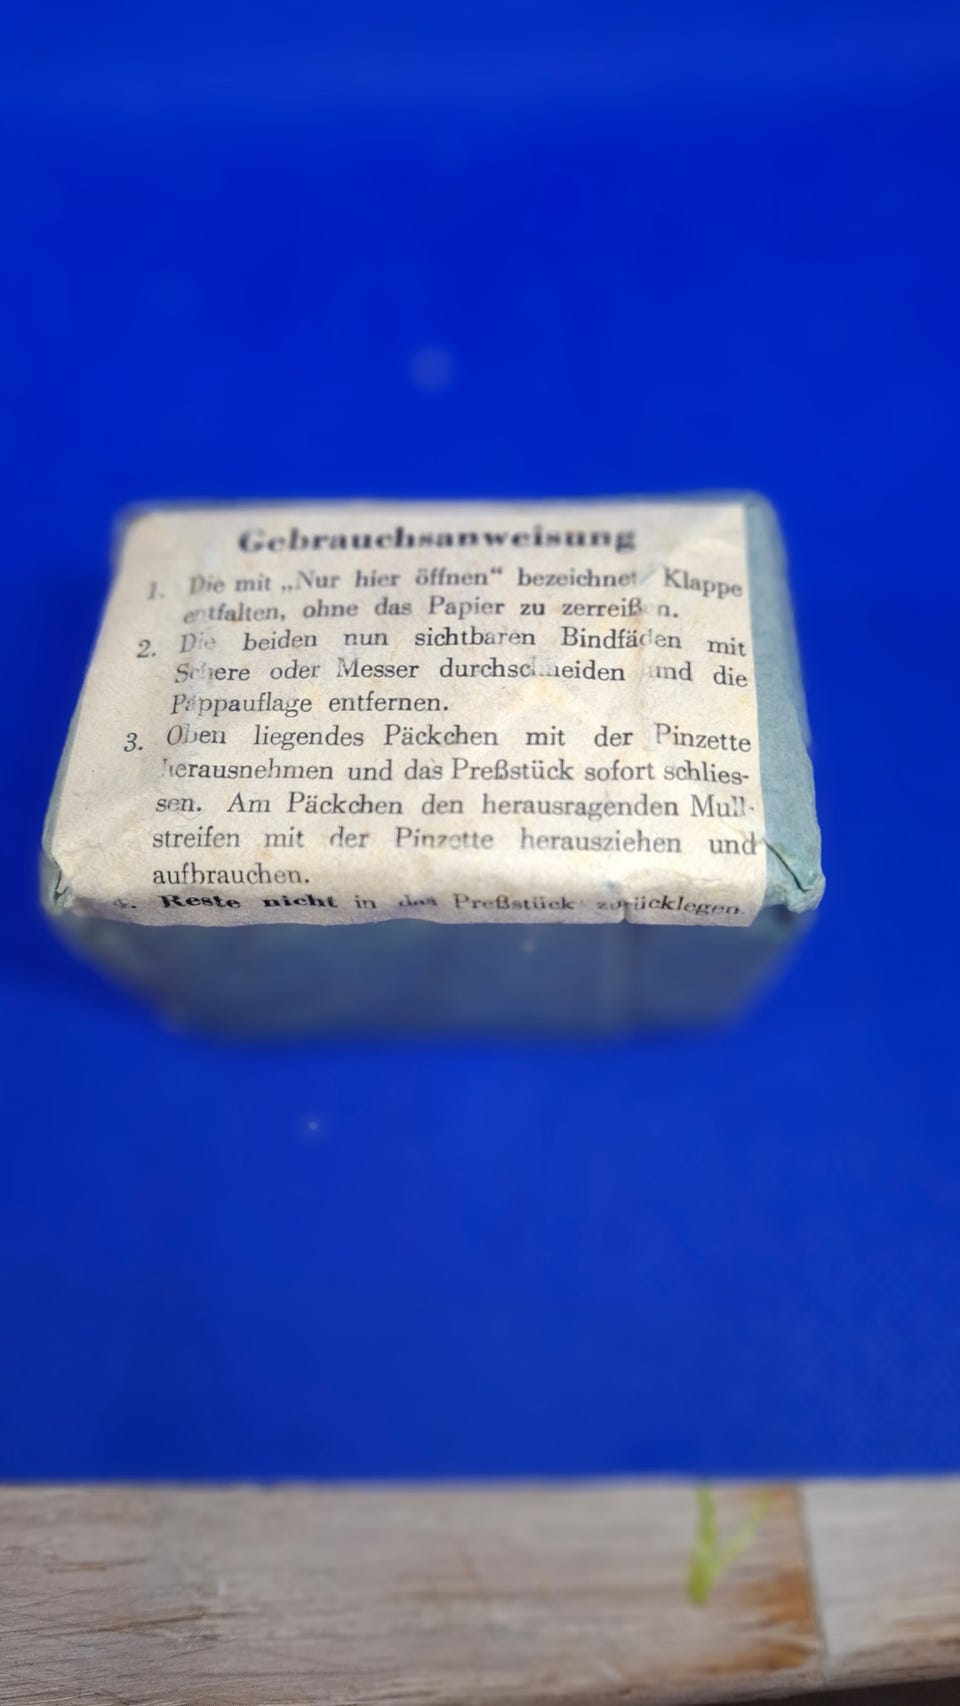 Gebrauchsanweisung
1. Die mit „Nur hier öffnen“ bezeichnete Klappe
entfalten, ohne das Papier zu zerreißen.
2. Die beiden nun sichtbaren Bindfäden mit
Schere oder Messer durchschneiden und die
Pappauflage entfernen.
3. Oben liegendes Päckchen mit der Pinzette
herausnehmen und das Preßstück sofort schlies-
sen. Am Päckchen den herausragenden Mull-
streifen mit der Pinzette herausziehen und
aufbrauchen.
4. Reste nicht in das Preßstück zurücklegen.